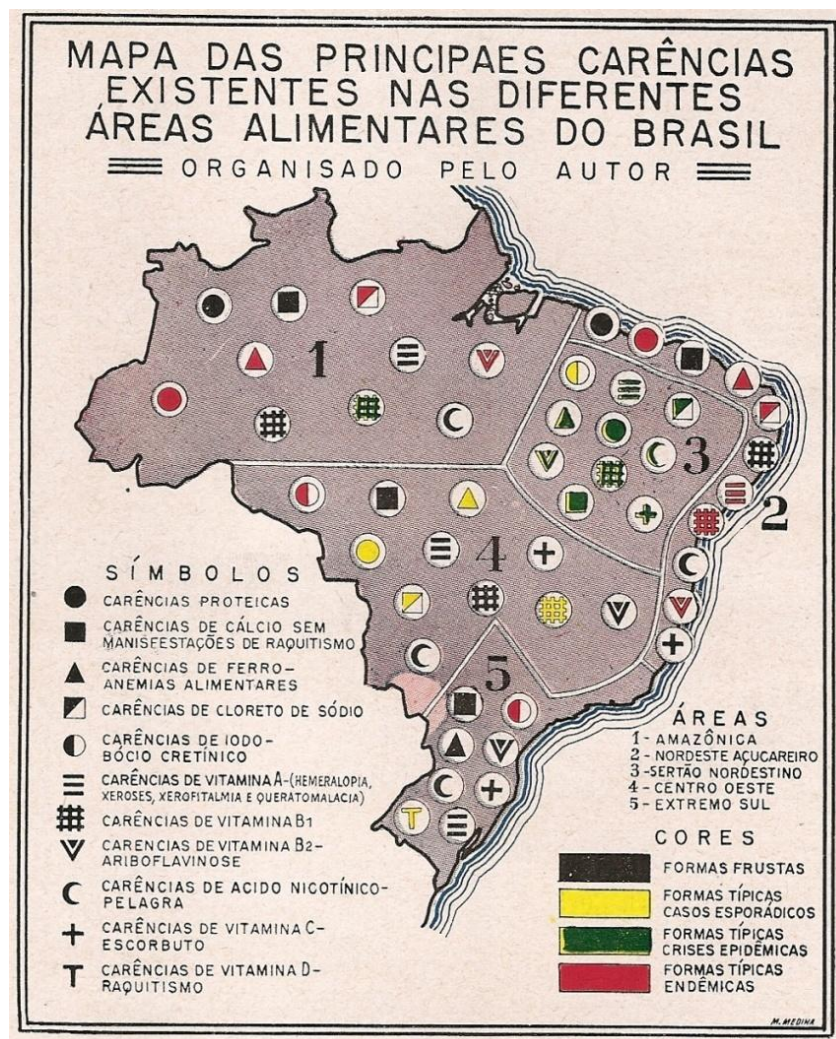 MAPA DAS PRINCIPAES CARÊNCIAS
EXISTENTES NAS DIFERENTES
ÁREAS ALIMENTARES DO BRASIL
ORGANISADO PELO AUTOR
1
2
3
4
5
SÍMBOLOS
CARÊNCIAS PROTEICAS
CARÊNCIAS DE CÁLCIO SEM
MANISFESTAÇÕES DE RAQUITISMO
CARÊNCIAS DE FERRO-
ANEMIAS ALIMENTARES
CARÊNCIAS DE CLORETO DE SÓDIO
CARÊNCIAS DE IODO-
BÓCIO CRETÍNICO
CARÊNCIAS DE VITAMINA A-(HEMERALOPIA,
XEROSES, XEROFITALMIA E QUERATOMALACIA)
CARÊNCIAS DE VITAMINA B1
CARENCIAS DE VITAMINA B2-
ARIBOFLAVINOSE
CARÊNCIAS DE ACIDO NICOTÍNICO-
PELAGRA
CARÊNCIAS DE VITAMINA C-
ESCORBUTO
T
CARÊNCIAS DE VITAMINA D-
RAQUITISMO
T
ÁREAS
1- AMAZÔNICA
2- NORDESTE AÇUCAREIRO
3- SERTÃO NORDESTINO
4- CENTRO OESTE
5- EXTREMO SUL
CORES
FORMAS FRUSTAS
FORMAS TÍPICAS
CASOS ESPORÁDICOS
FORMAS TÍPICAS
CRISES EPIDÊMICAS
FORMAS TÍPICAS
ENDÊMICAS
M. MEDINA